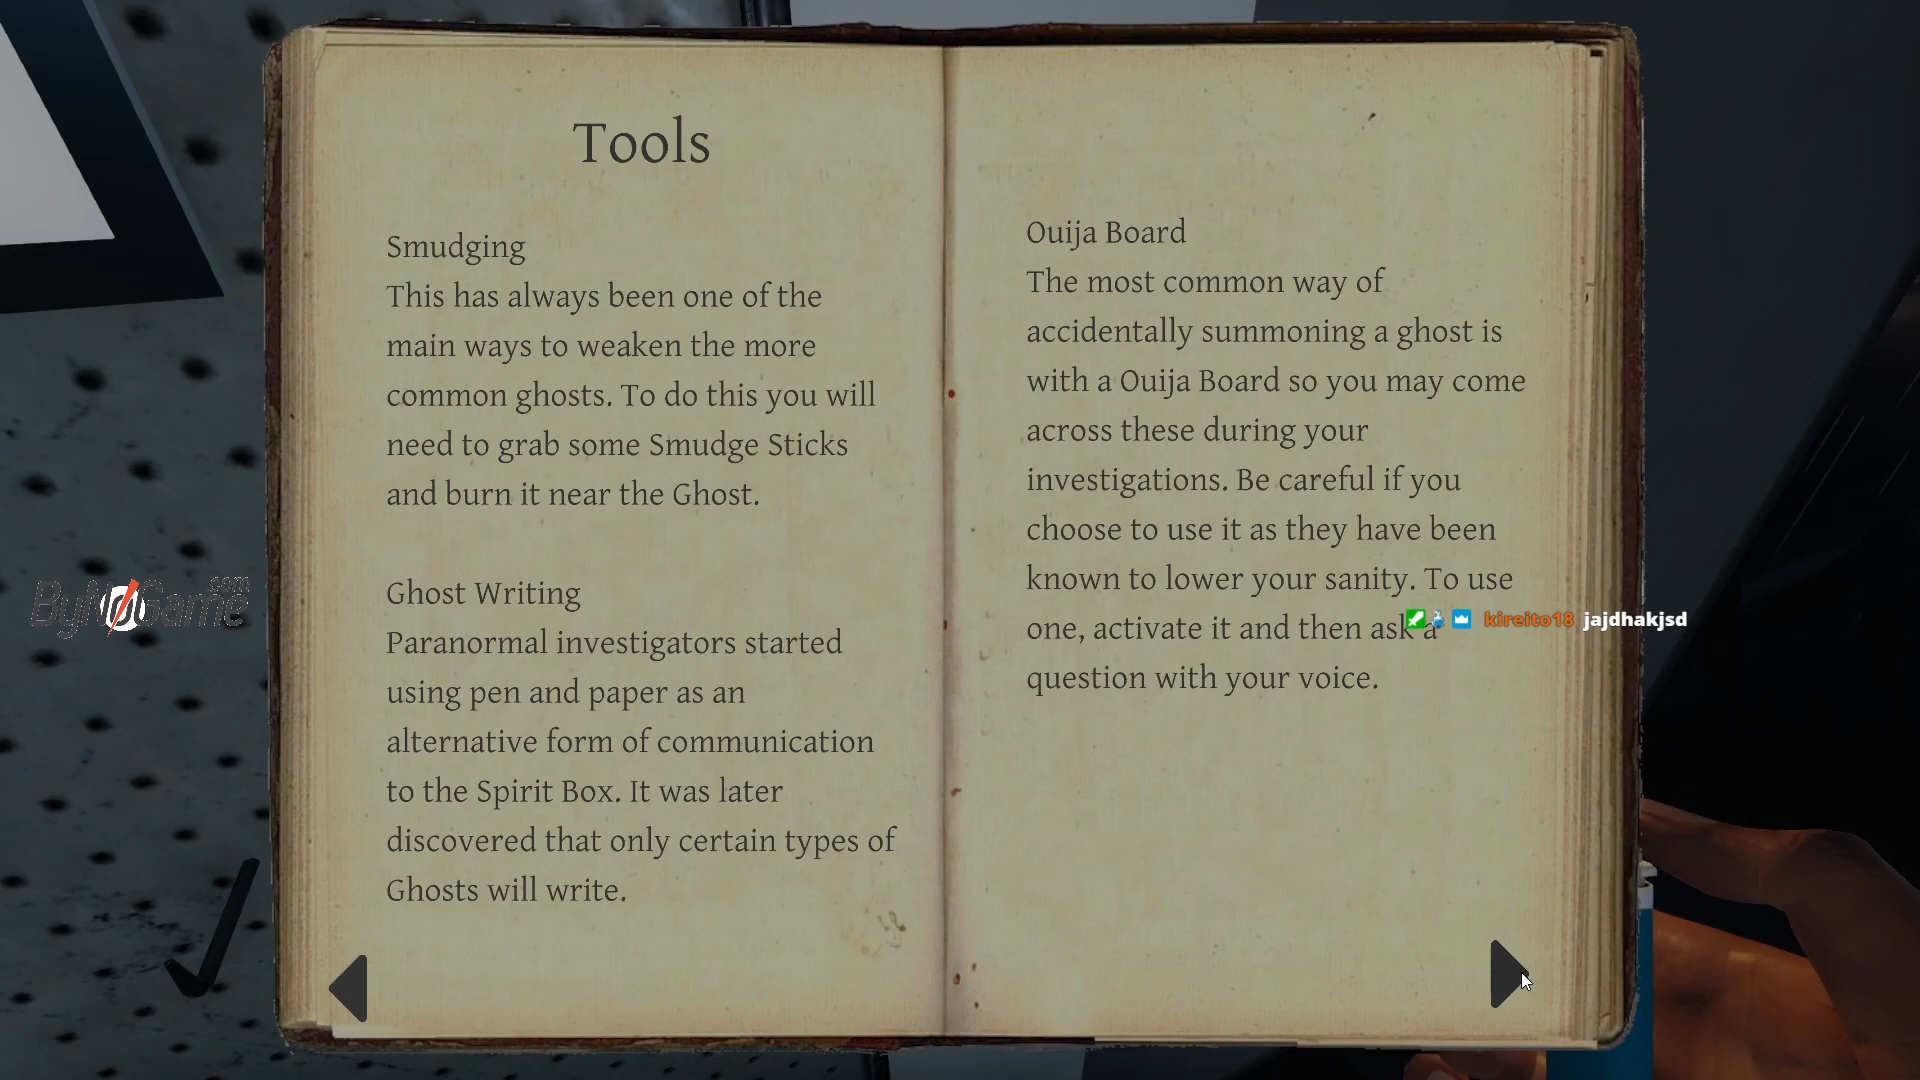 Tools
Smudging
This has always been one of the
main ways to weaken the more
common ghosts. To do this you will
need to grab some Smudge Sticks
and burn it near the Ghost.
Ghost Writing
Paranormal investigators started
using pen and paper as an
alternative form of communication
to the Spirit Box. It was later
discovered that only certain types of
Ghosts will write.
Ouija Board
The most common way of
accidentally summoning a ghost is
with a Ouija Board so you may come
across these during your
investigations. Be careful if you
choose to use it as they have been
known to lower your sanity. To use
one, activate it and then ask a
question with your voice.
ByNoGame.com
kireito18 jajdhakjsd